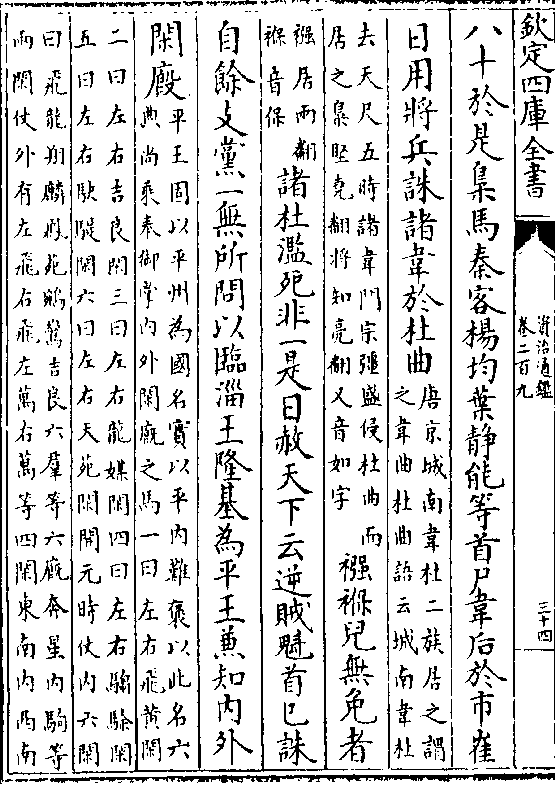 欽定四庫全書
資治通鑑
卷二百九
三十四
八十於是梟馬秦客楊均葉静能等首尸韋后於市崔
日用將兵誅諸韋於杜曲
唐京城南韋杜二族居之謂
之韋曲杜曲語云城南韋杜
去天尺五時諸韋門宗彊盛侵杜曲而
居之梟堅堯翻將知亮翻又音如字
襁褓兒無免者
襁居兩翻
褓音保
諸杜濫死非一是日赦天下云逆賊魁首已誅
自餘支黨一無所問以臨淄王隆基為平王兼知内外
閑廐
平王固以平州為國名實以平内難褒以此名六
典尚乘奉御掌内外閑廐之馬一曰左右飛黄閑
二曰左右吉良閑三曰左右龍媒閑四曰左右騊駼閑
五曰左右駃騠閑六曰左右天苑閑開元時仗内六閑
曰飛龍翔麟鳳苑鵷鸞吉良六羣等六廐奔星内駒等
兩閑仗外有左飛右飛左萬右萬等四閑東南内西南